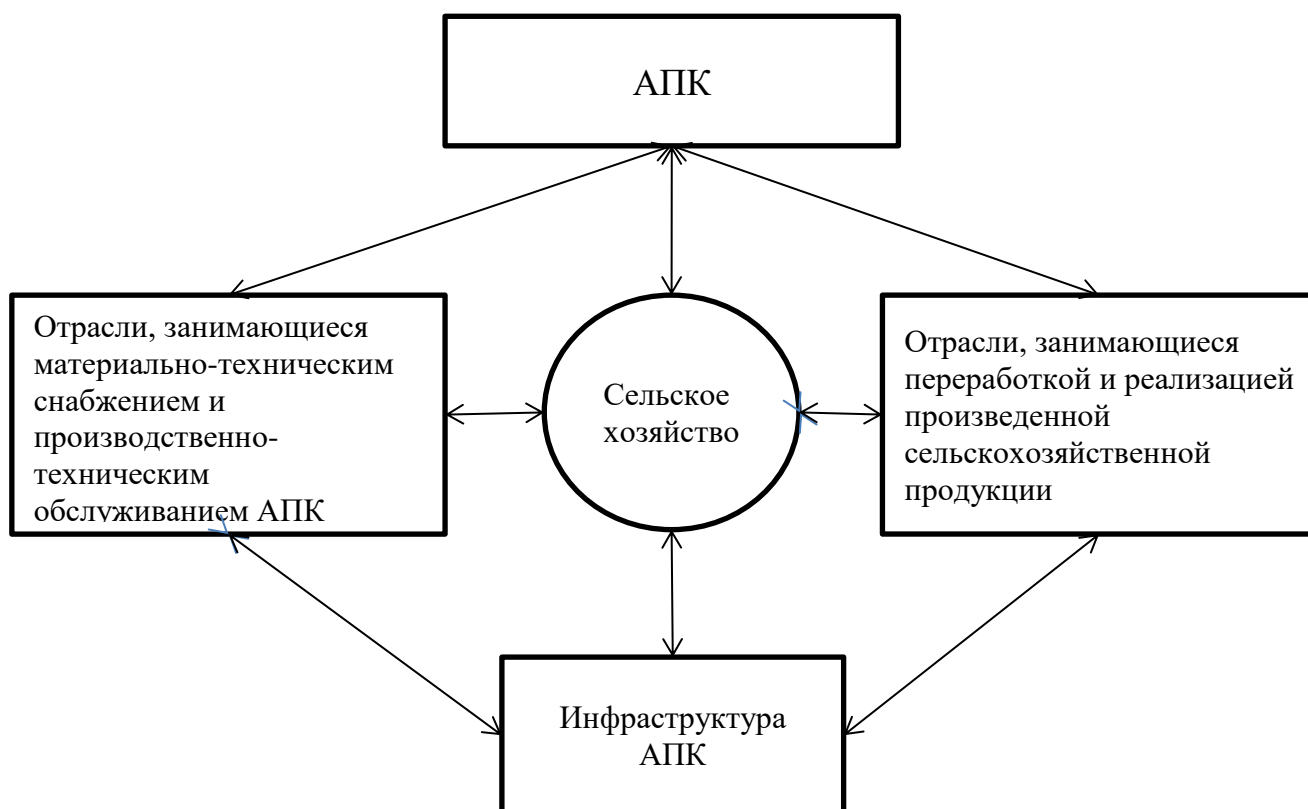 АПК
Отрасли, занимающиеся
материально-техническим
снабжением и
производственно-
техническим
обслуживанием АПК
Сельское
хозяйство
Отрасли, занимающиеся
переработкой и реализацией
произведенной
сельскохозяйственной
продукции
Инфраструктура
АПК